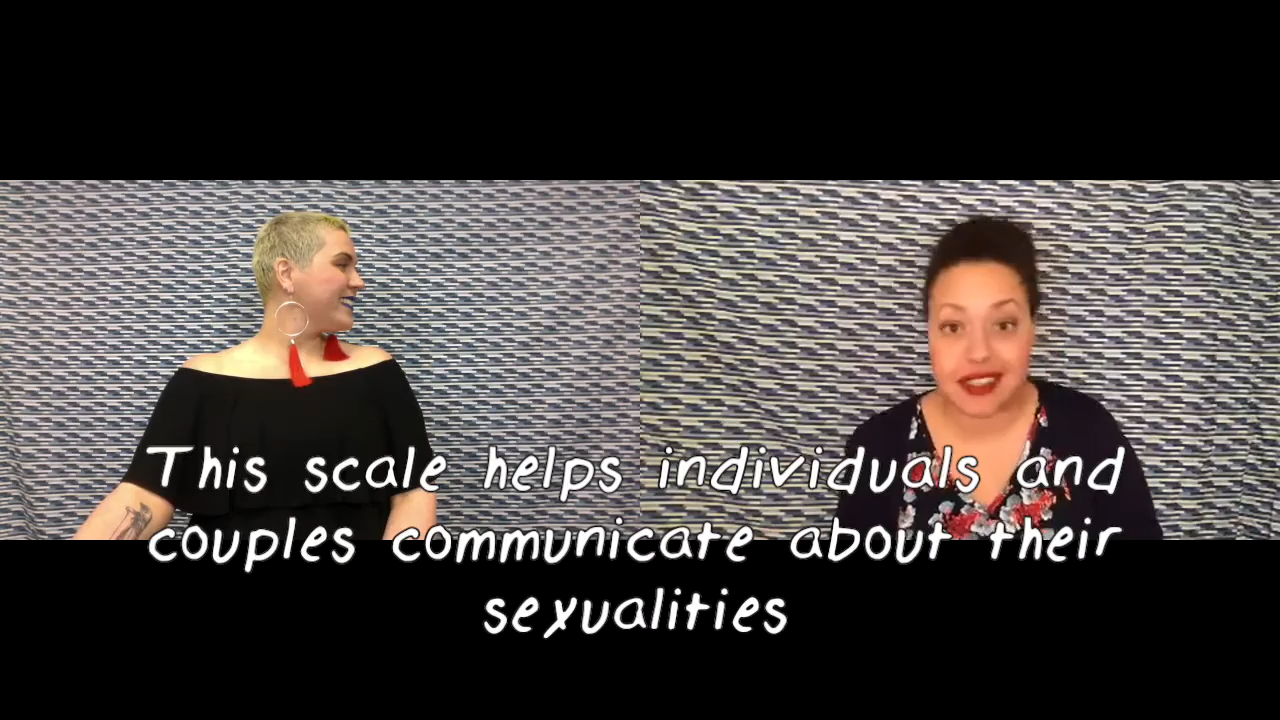 This scale helps individuals and
couples communicate about their
sexualities